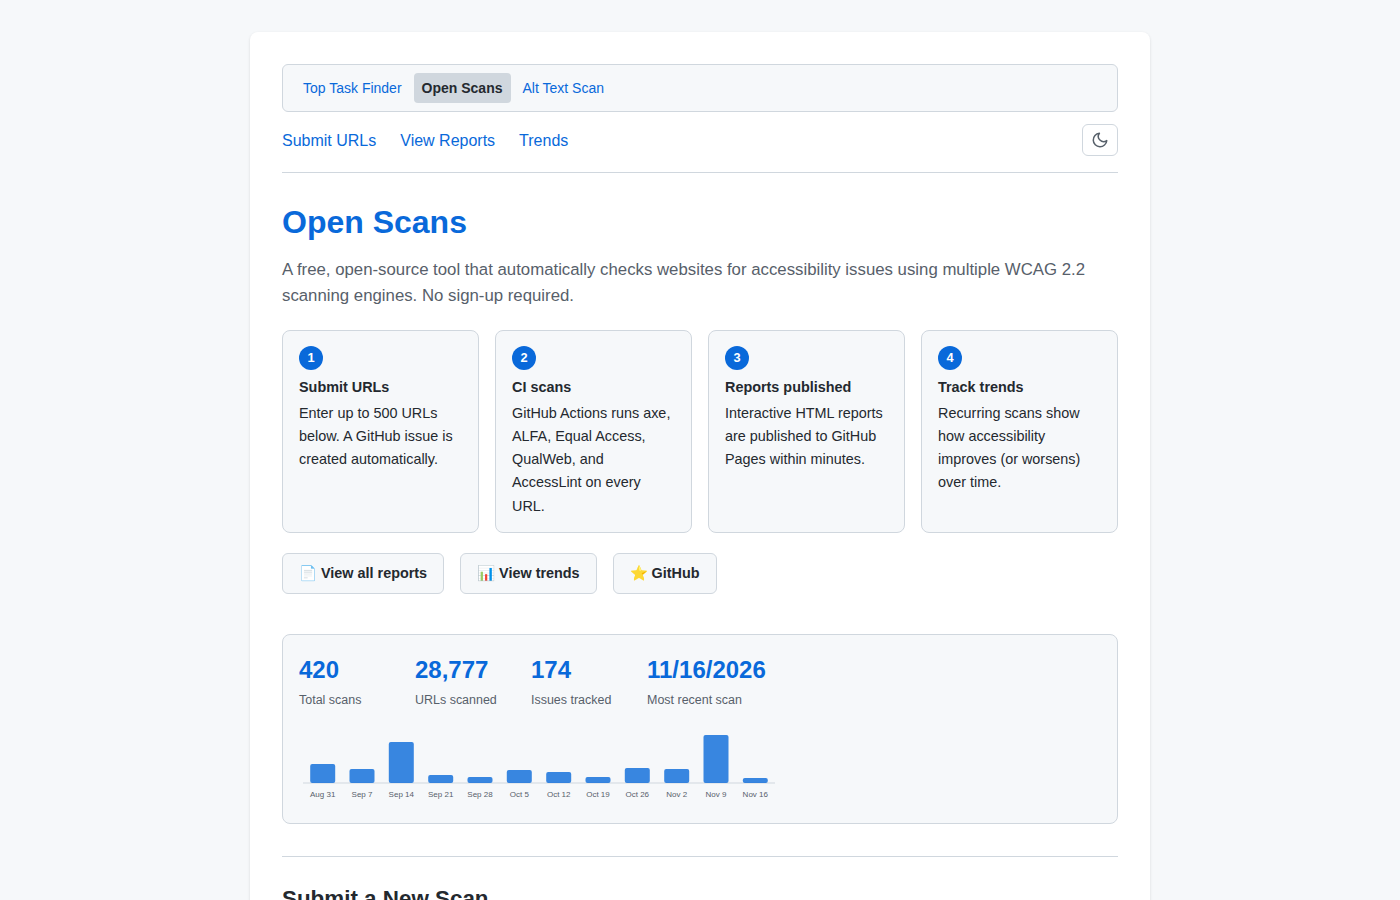 Top Task Finder Open Scans Alt Text Scan
Submit URLs View Reports Trends
Open Scans
A free, open-source tool that automatically checks websites for accessibility issues using multiple WCAG 2.2
scanning engines. No sign-up required.
1
Submit URLs
Enter up to 500 URLs
below. A GitHub issue is
created automatically.
2
CI scans
GitHub Actions runs axe,
ALFA, Equal Access,
QualWeb, and
AccessLint on every
URL.
3
Reports published
Interactive HTML reports
are published to GitHub
Pages within minutes.
4
Track trends
Recurring scans show
how accessibility
improves (or worsens)
over time.
📄 View all reports 📊 View trends ⭐ GitHub
420 28,777 174 11/16/2026
Total scans URLs scanned Issues tracked Most recent scan
Aug 31 Sep 7 Sep 14 Sep 21 Sep 28 Oct 5 Oct 12 Oct 19 Oct 26 Nov 2 Nov 9 Nov 16
Submit a New Scan